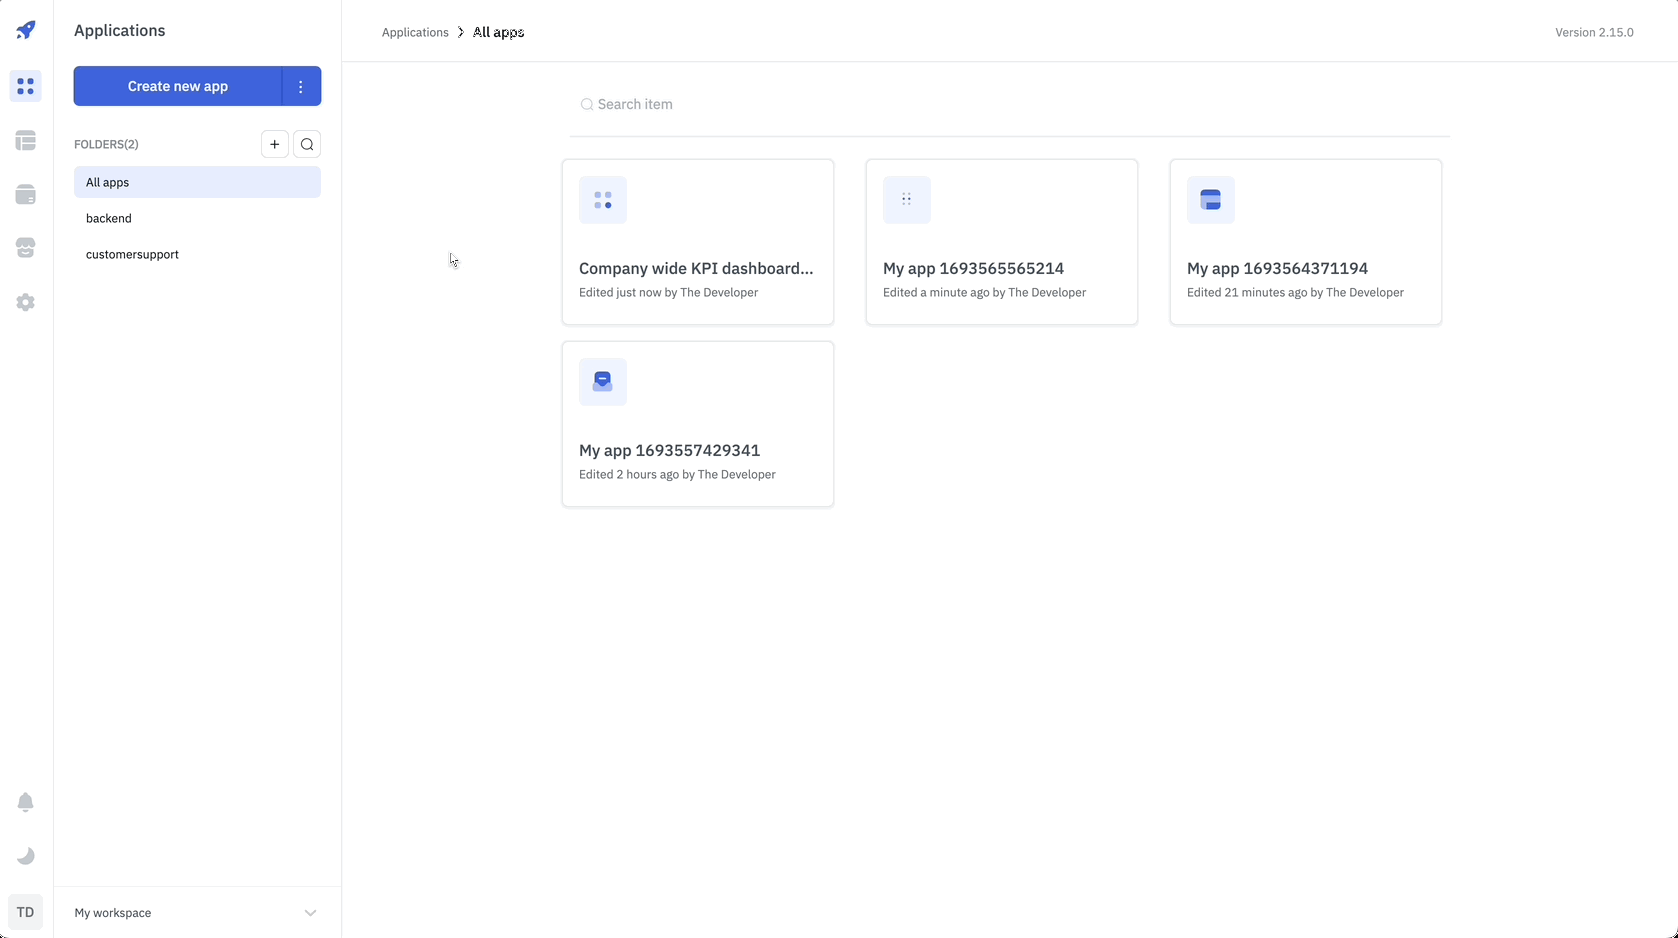 Applications
Create new app
FOLDERS(2)
All apps
backend
customersupport
My workspace
TD
Applications > All apps
Version 2.15.0
Search item
Company wide KPI dashboard...
Edited just now by The Developer
My app 1693565565214
Edited a minute ago by The Developer
My app 1693564371194
Edited 21 minutes ago by The Developer
My app 1693557429341
Edited 2 hours ago by The Developer